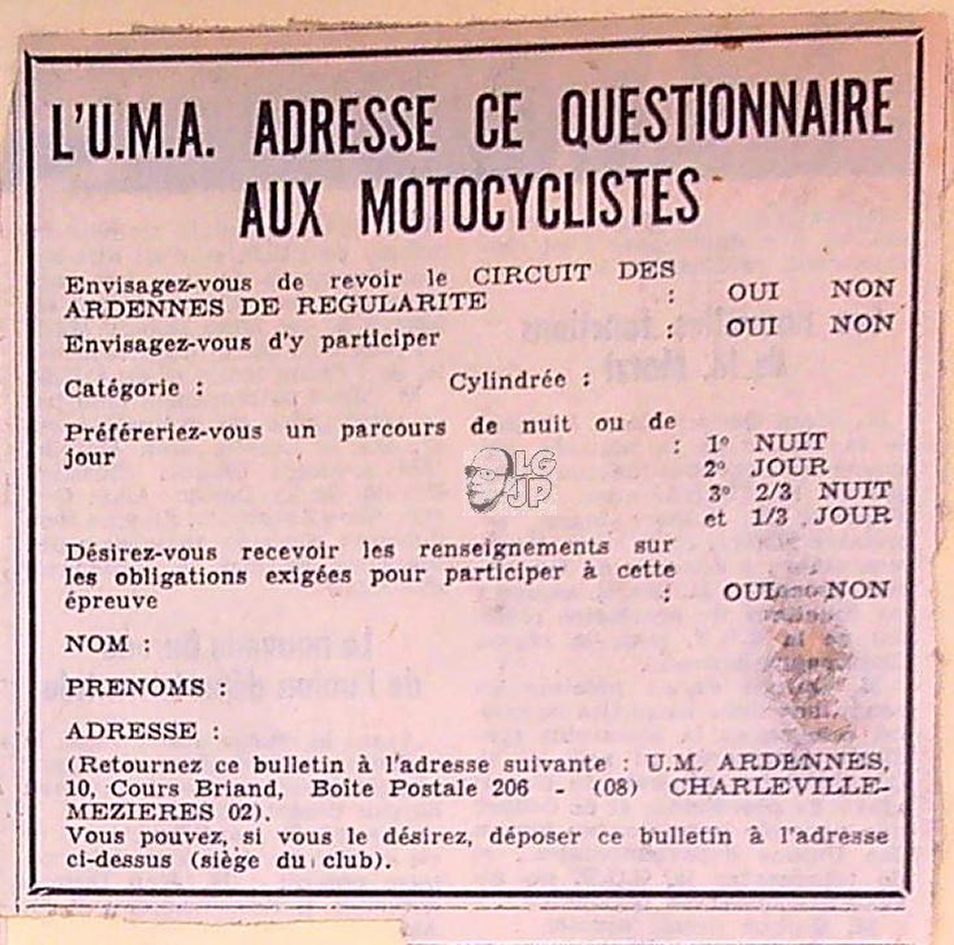 L'U.M.A. ADRESSE CE QUESTIONNAIRE
AUX MOTOCYCLISTES
Envisagez-vous de revoir le CIRCUIT DES
ARDENNES DE REGULARITE : OUI NON
Envisagez-vous d'y participer : OUI NON
Catégorie : Cylindrée :
Préféreriez-vous un parcours de nuit ou de
jour : 1° NUIT
2° JOUR
3° 2/3 NUIT
et 1/3 JOUR
LG
JP
Désirez-vous recevoir les renseignements sur
les obligations exigées pour participer à cette
épreuve : OUI NON
NOM :
PRENOMS :
ADRESSE :
(Retournez ce bulletin à l'adresse suivante : U.M. ARDENNES,
10, Cours Briand, Boîte Postale 206 - (08) CHARLEVILLE-
MEZIERES 02).
Vous pouvez, si vous le désirez, déposer ce bulletin à l'adresse
ci-dessus (siège du club).